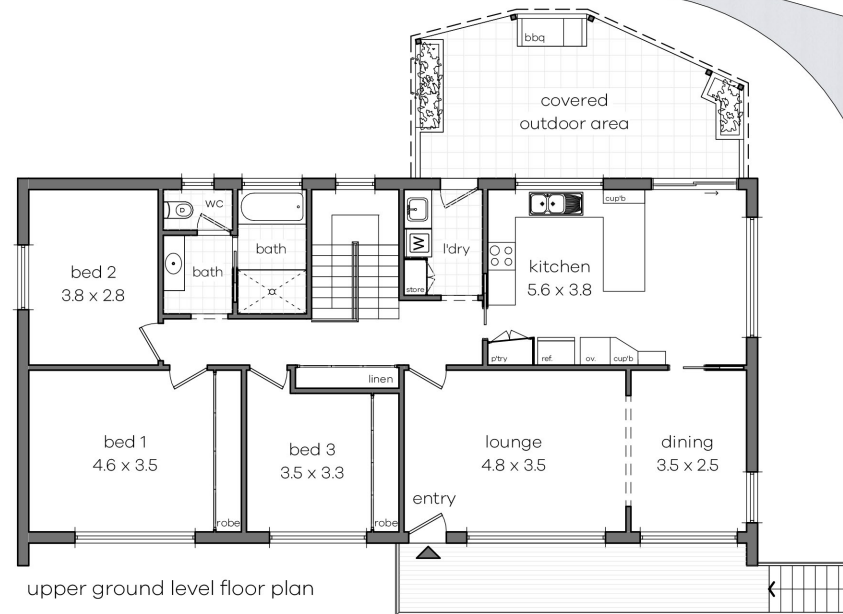 bbq
covered
outdoor area
wc
bath
bath
W
store
l'dry
cup'b
kitchen
5.6 x 3.8
bed 2
3.8 x 2.8
p'try
ref.
ov.
cup'b
linen
bed 1
4.6 x 3.5
robe
bed 3
3.5 x 3.3
robe
lounge
4.8 x 3.5
entry
dining
3.5 x 2.5
upper ground level floor plan